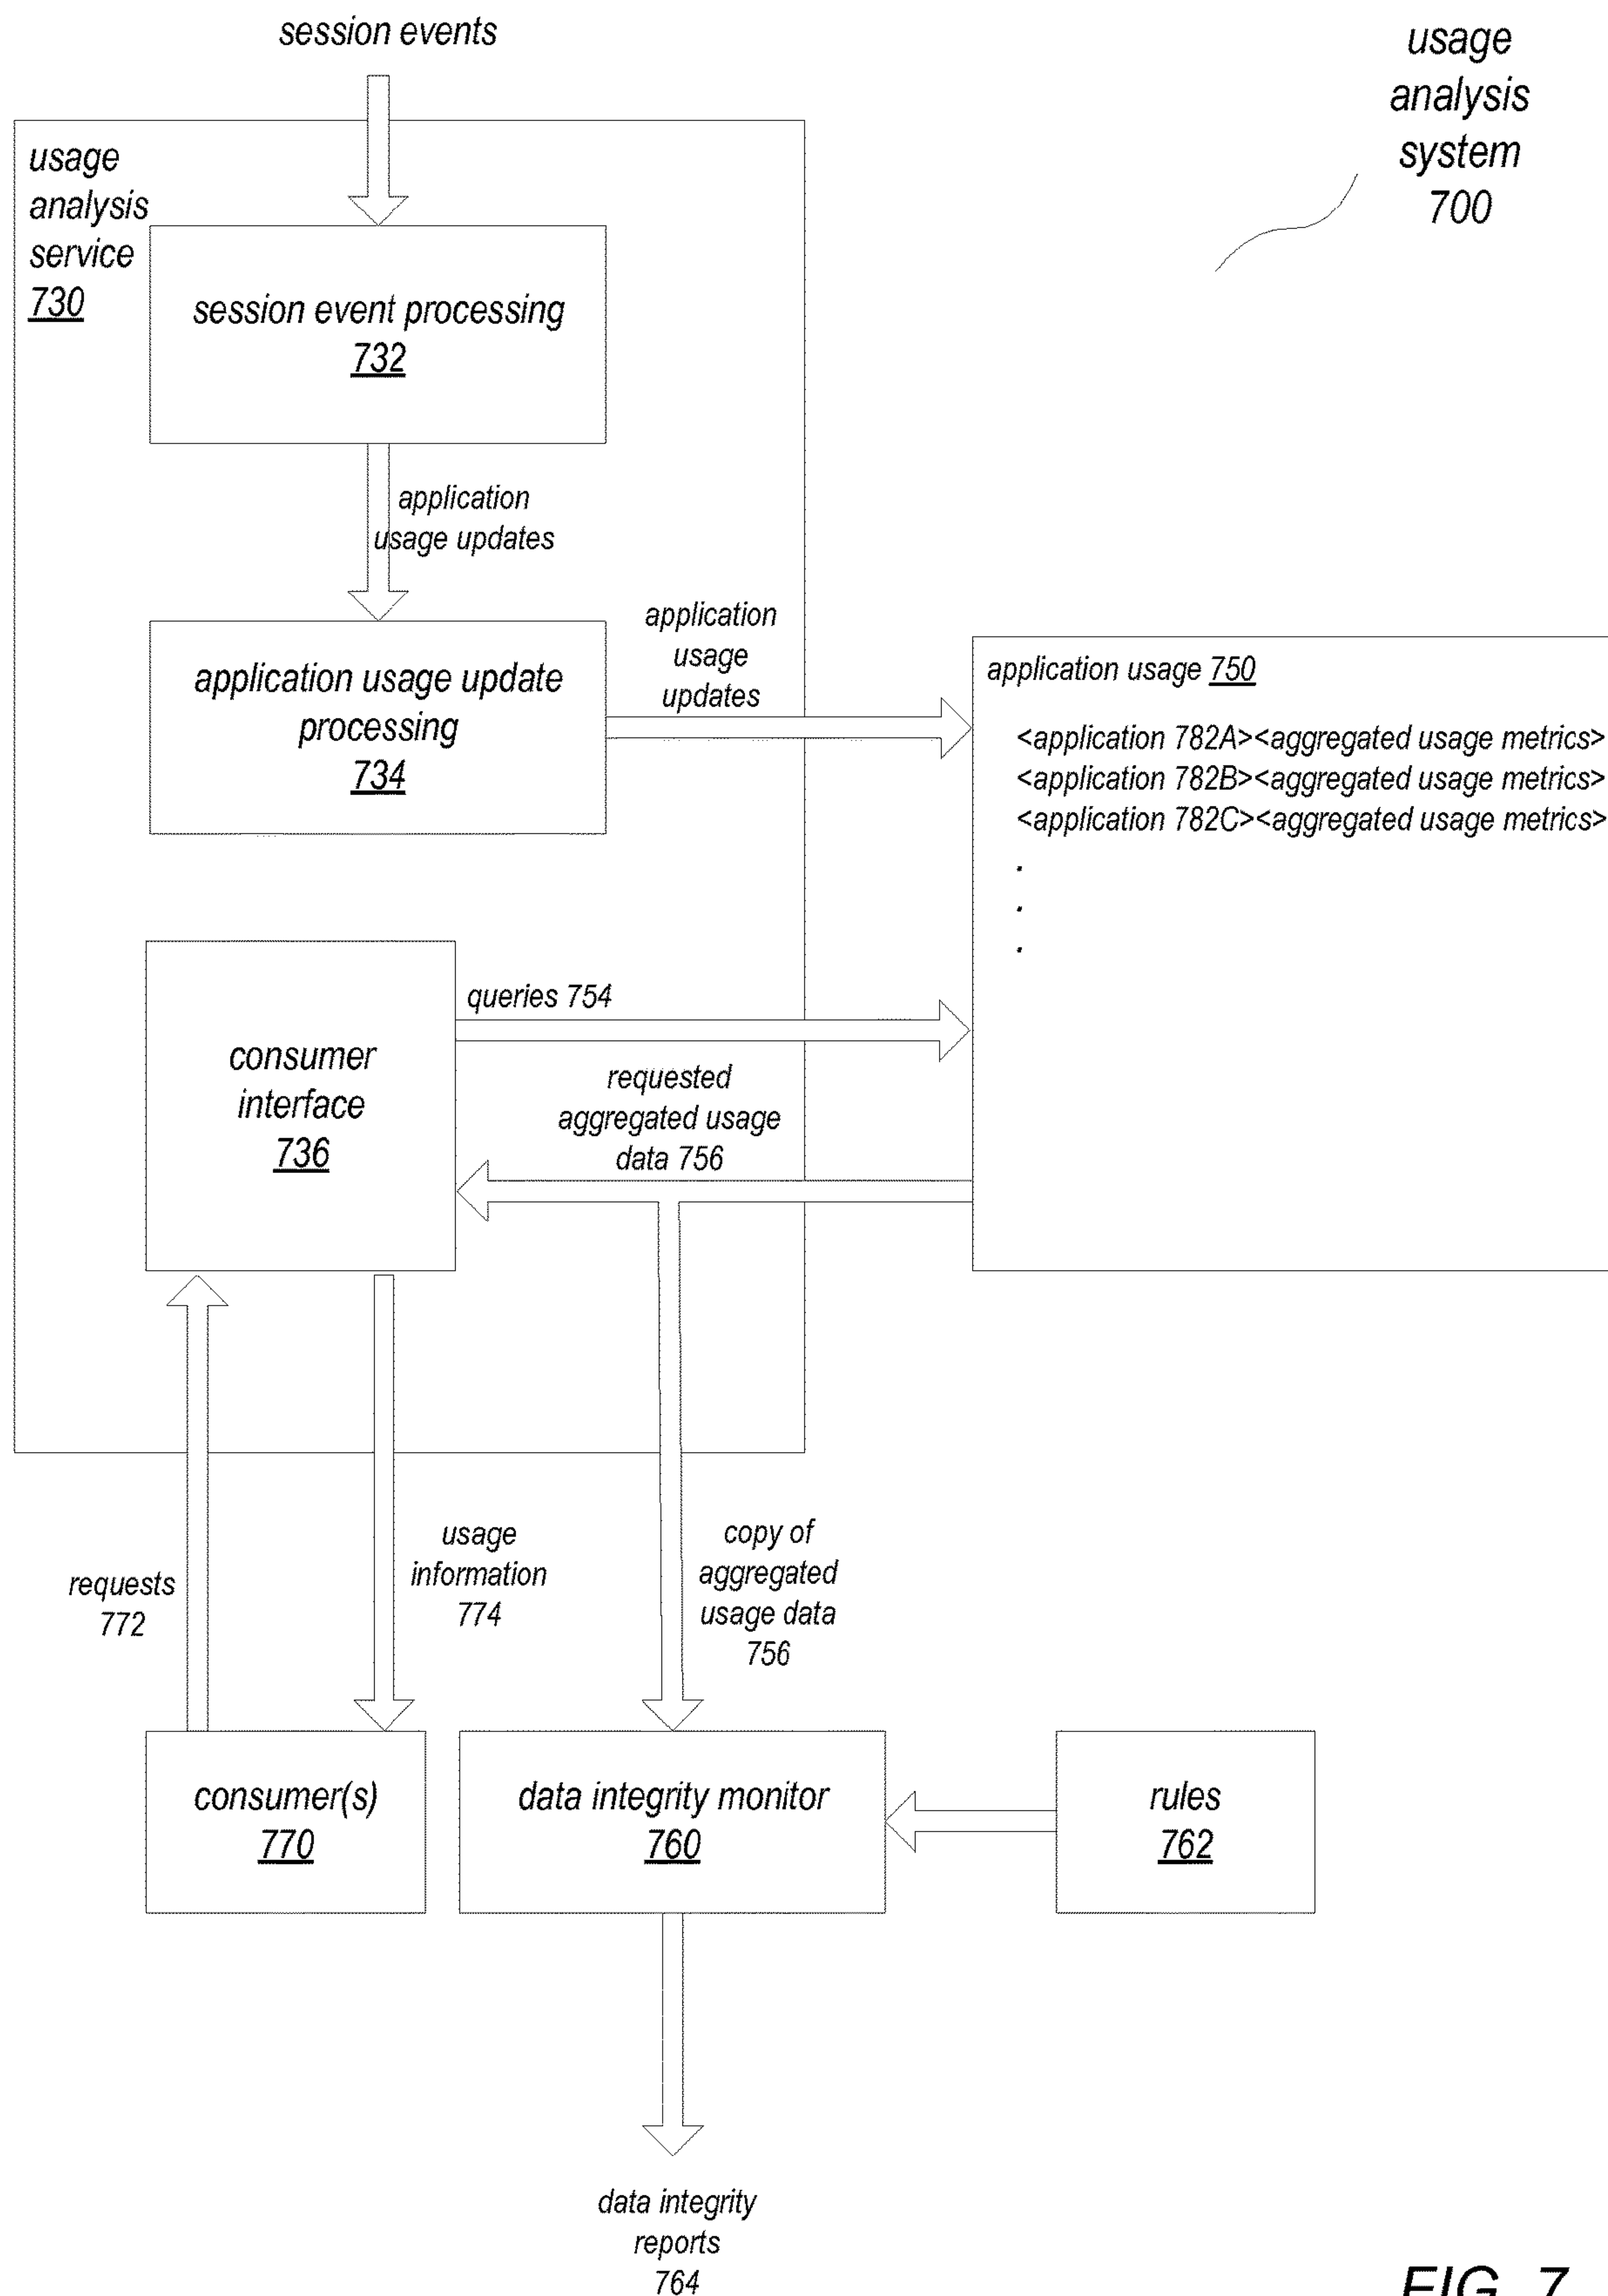 session events
usage
analysis
system
700
usage
analysis
service
730
session event processing
732
application
usage updates
application usage update
processing
734
application
usage
updates
application usage 750
<application 782A><aggregated usage metrics>
<application 782B><aggregated usage metrics>
<application 782C><aggregated usage metrics>
.
.
.
queries 754
consumer
interface
736
requested
aggregated usage
data 756
requests
772
usage
information
774
copy of
aggregated
usage data
756
consumer(s)
770
data integrity monitor
760
rules
762
data integrity
reports
764
FIG. 7